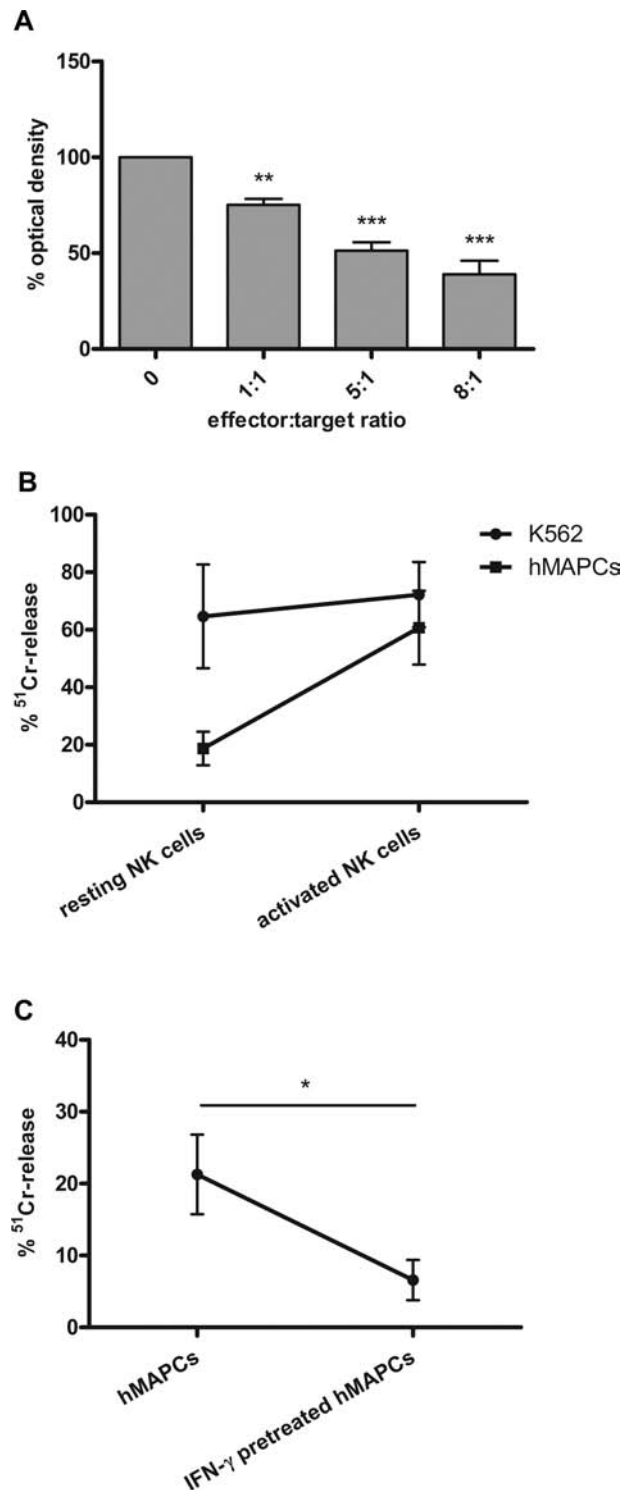 A
% optical density
150
100
50
0
**
***
***
0
1:1
5:1
8:1
effector:target ratio
B
% ⁵¹Cr-release
100
80
60
40
20
0
K562
hMAPCs
resting NK cells
activated NK cells
C
% ⁵¹Cr-release
40
30
20
10
0
*
hMAPCs
IFN-γ pretreated hMAPCs